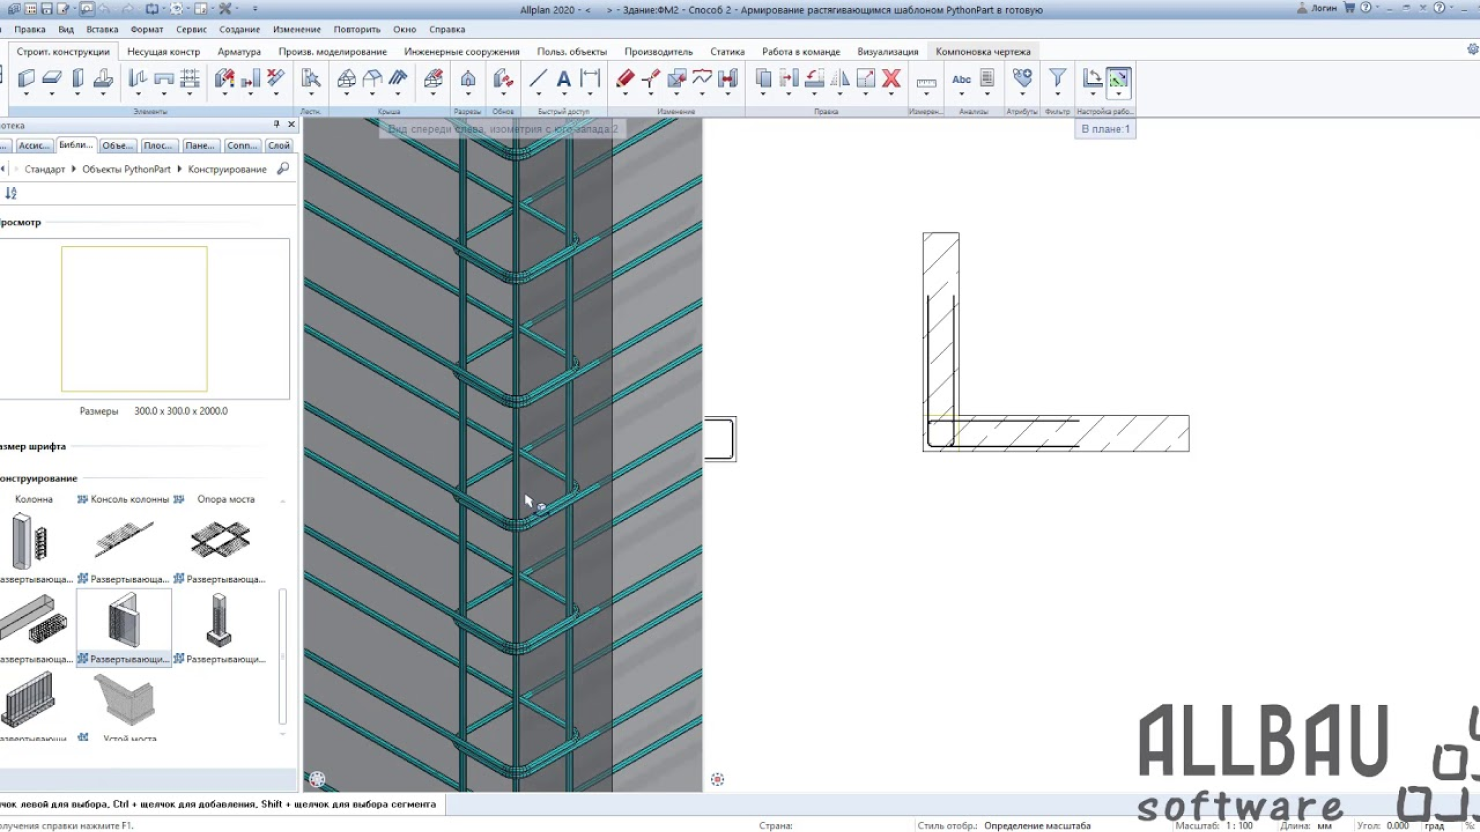 Allplan 2020 - < > - Здание:ФМ2 - Способ 2 - Армирование растягивающимся шаблоном PythonPart в готовую
Логин
Правка Вид Вставка Формат Сервис Создание Изменение Повторить Окно Справка
Строит. конструкции Несущая констр Арматура Произв. моделирование Инженерные сооружения Польз. объекты Производитель Статика Работа в команде Визуализация Компоновка чертежа
Abc
Элементы Лестн. Крыша Разрезы Обнов Быстрый доступ Изменение Правка Измерен... Анализы Атрибуты Фильтр Настройка рабо...
отека
Вид спереди слева, изометрия с юго-запада:2
В плане:1
... Ассис... Библи... Объе... Плос... Пане... Conn... Слой
Стандарт Объекты PythonPart Конструирование
росмотр
Размеры 300.0 x 300.0 x 2000.0
азмер шрифта
онструирование
Колонна Консоль колонны Опора моста
азвертывающа... Развертывающа... Развертывающа...
азвертывающа... Развертывающи... Развертывающи...
азвертывающи Устой моста
ALLBAU
software
чок левой для выбора, Ctrl + щелчок для добавления, Shift + щелчок для выбора сегмента
олучения справки нажмите F1.
Страна:
Стиль отобр.: Определение масштаба
Масштаб: 1 : 100
Длина: мм
Угол: 0.000 град
%: